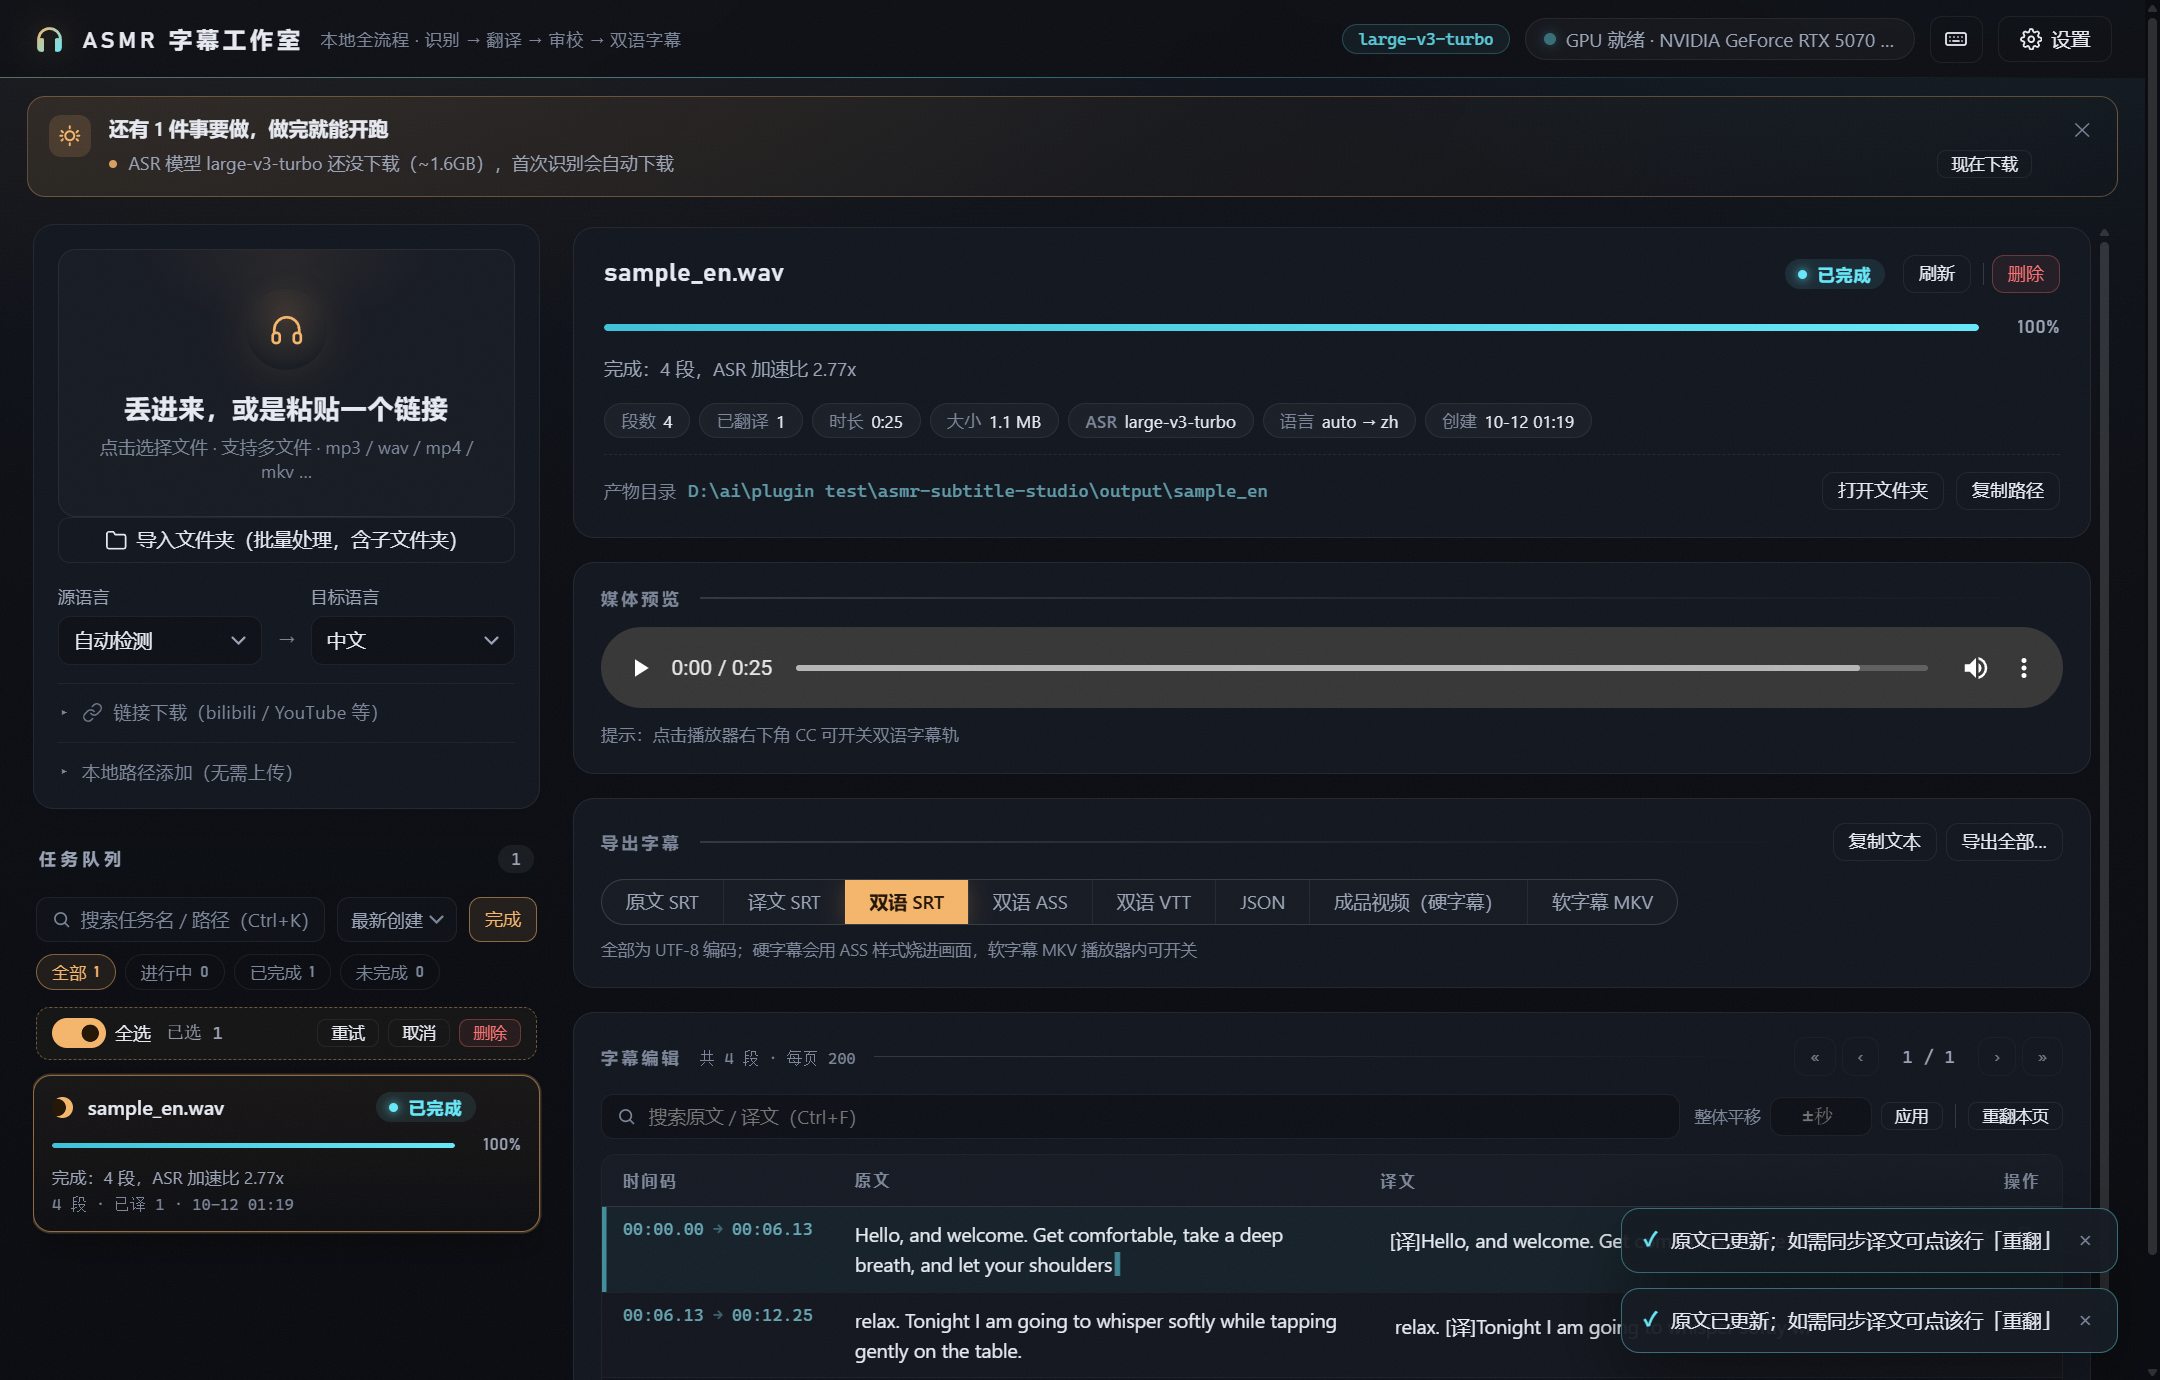 ASMR 字幕工作室
本地全流程 · 识别 → 翻译 → 审校 → 双语字幕
large-v3-turbo
GPU 就绪 · NVIDIA GeForce RTX 5070 ...
设置
还有 1 件事要做，做完就能开跑
ASR 模型 large-v3-turbo 还没下载（~1.6GB），首次识别会自动下载
现在下载
丢进来，或是粘贴一个链接
点击选择文件 · 支持多文件 · mp3 / wav / mp4 /
mkv ...
导入文件夹（批量处理，含子文件夹）
源语言
目标语言
自动检测
→
中文
链接下载（bilibili / YouTube 等）
本地路径添加（无需上传）
任务队列
1
搜索任务名 / 路径（Ctrl+K）
最新创建
完成
全部 1
进行中 0
已完成 1
未完成 0
全选
已选 1
重试
取消
删除
sample_en.wav
已完成
100%
完成：4 段，ASR 加速比 2.77x
4 段 · 已译 1 · 10-12 01:19
sample_en.wav
已完成
刷新
删除
100%
完成：4 段，ASR 加速比 2.77x
段数 4
已翻译 1
时长 0:25
大小 1.1 MB
ASR large-v3-turbo
语言 auto → zh
创建 10-12 01:19
产物目录 D:\ai\plugin test\asmr-subtitle-studio\output\sample_en
打开文件夹
复制路径
媒体预览
0:00 / 0:25
提示：点击播放器右下角 CC 可开关双语字幕轨
导出字幕
复制文本
导出全部...
原文 SRT
译文 SRT
双语 SRT
双语 ASS
双语 VTT
JSON
成品视频（硬字幕）
软字幕 MKV
全部为 UTF-8 编码；硬字幕会用 ASS 样式烧进画面，软字幕 MKV 播放器内可开关
字幕编辑
共 4 段 · 每页 200
« ‹ 1 / 1 › »
搜索原文 / 译文（Ctrl+F）
整体平移
±秒
应用
重翻本页
时间码
原文
译文
操作
00:00.00 → 00:06.13
Hello, and welcome. Get comfortable, take a deep
breath, and let your shoulders
[译]Hello, and welcome. Get
00:06.13 → 00:12.25
relax. Tonight I am going to whisper softly while tapping
gently on the table.
relax. [译]Tonight I am going
✓ 原文已更新；如需同步译文可点该行「重翻」 ×
✓ 原文已更新；如需同步译文可点该行「重翻」 ×